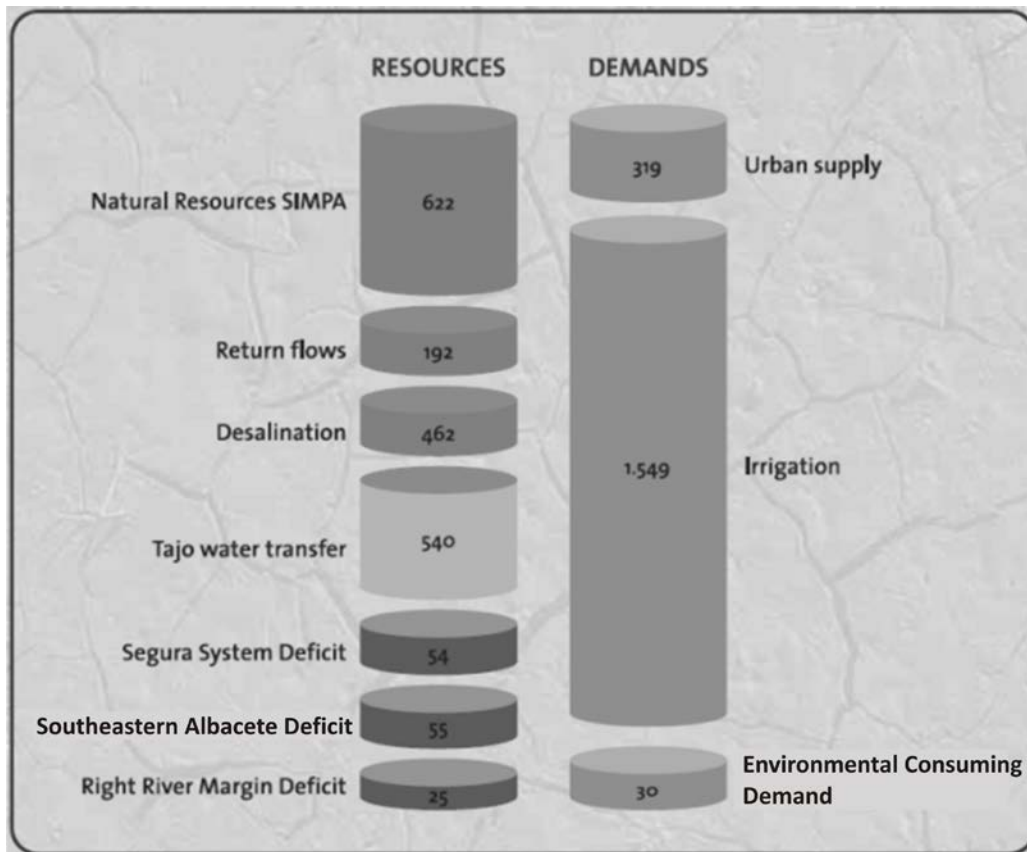 RESOURCES
DEMANDS
Natural Resources SIMPA
622
319
Urban supply
Return flows
192
Desalination
462
1.549
Irrigation
Tajo water transfer
540
Segura System Deficit
54
Southeastern Albacete Deficit
55
Right River Margin Deficit
25
30
Environmental Consuming
Demand